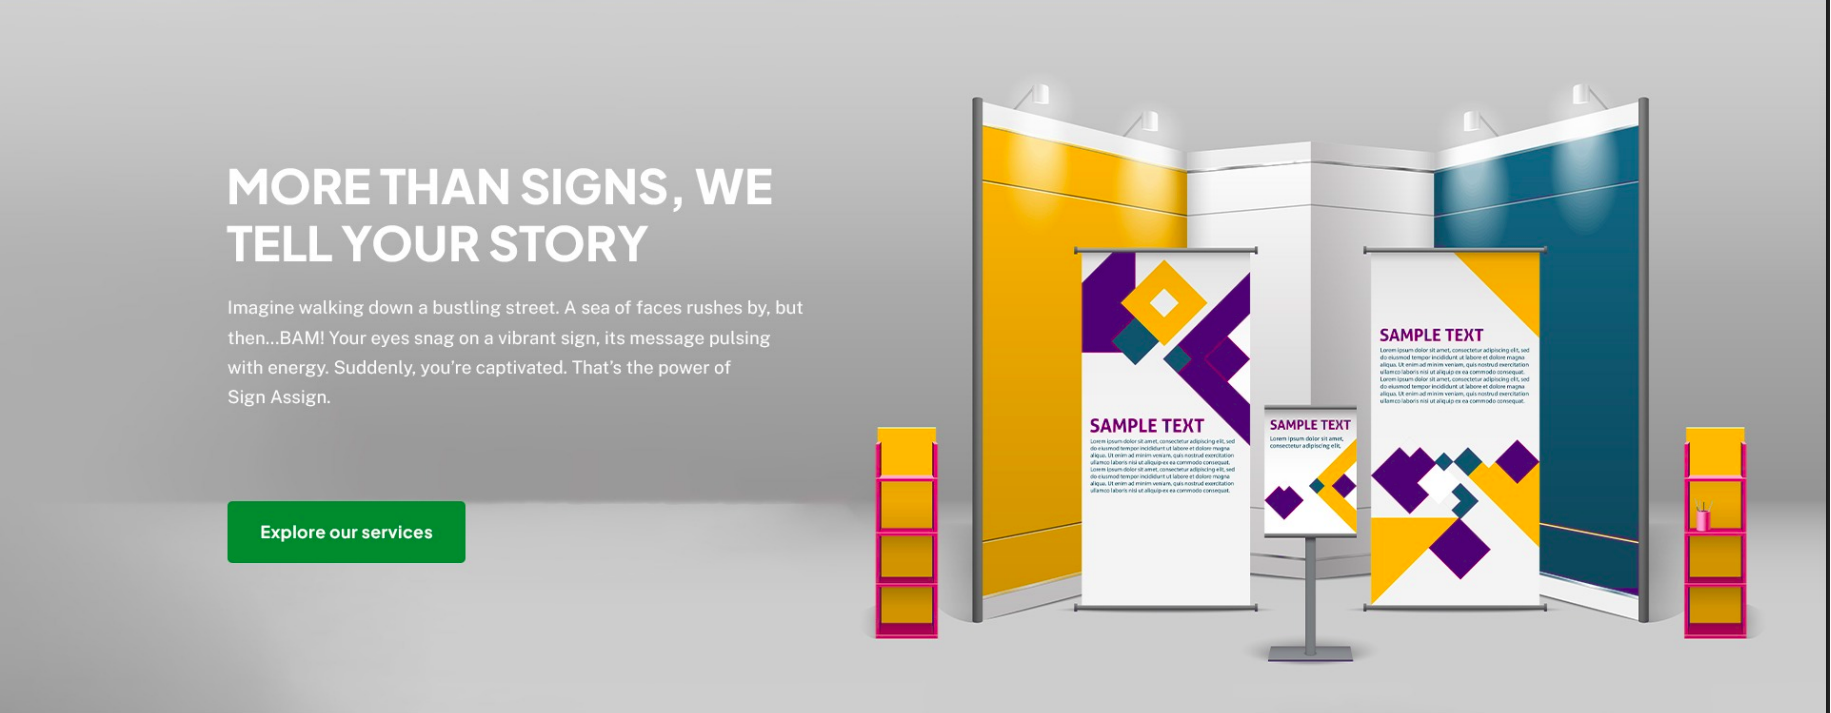 MORE THAN SIGNS, WE
TELL YOUR STORY
Imagine walking down a bustling street. A sea of faces rushes by, but
then...BAM! Your eyes snag on a vibrant sign, its message pulsing
with energy. Suddenly, you're captivated. That's the power of
Sign Assign.
Explore our services
SAMPLE TEXT
Lorem ipsum dolor sit amet, consectetur adipiscing elit, sed
do eiusmod tempor incididunt ut labore et dolore magna
aliqua. Ut enim ad minim veniam, quis nostrud exercitation
ullamco laboris nisi ut aliquip ex ea commodo consequat.
Lorem ipsum dolor sit amet, consectetur adipiscing elit, sed
do eiusmod tempor incididunt ut labore et dolore magna
aliqua. Ut enim ad minim veniam, quis nostrud exercitation
ullamco laboris nisi ut aliquip ex ea commodo consequat.
SAMPLE TEXT
Lorem ipsum dolor sit amet,
consectetur adipiscing elit,
SAMPLE TEXT
Lorem ipsum dolor sit amet, consectetur adipiscing elit, sed
do eiusmod tempor incididunt ut labore et dolore magna
aliqua. Ut enim ad minim veniam, quis nostrud exercitation
ullamco laboris nisi ut aliquip ex ea commodo consequat.
Lorem ipsum dolor sit amet, consectetur adipiscing elit, sed
do eiusmod tempor incididunt ut labore et dolore magna
aliqua. Ut enim ad minim veniam, quis nostrud exercitation
ullamco laboris nisi ut aliquip ex ea commodo consequat.